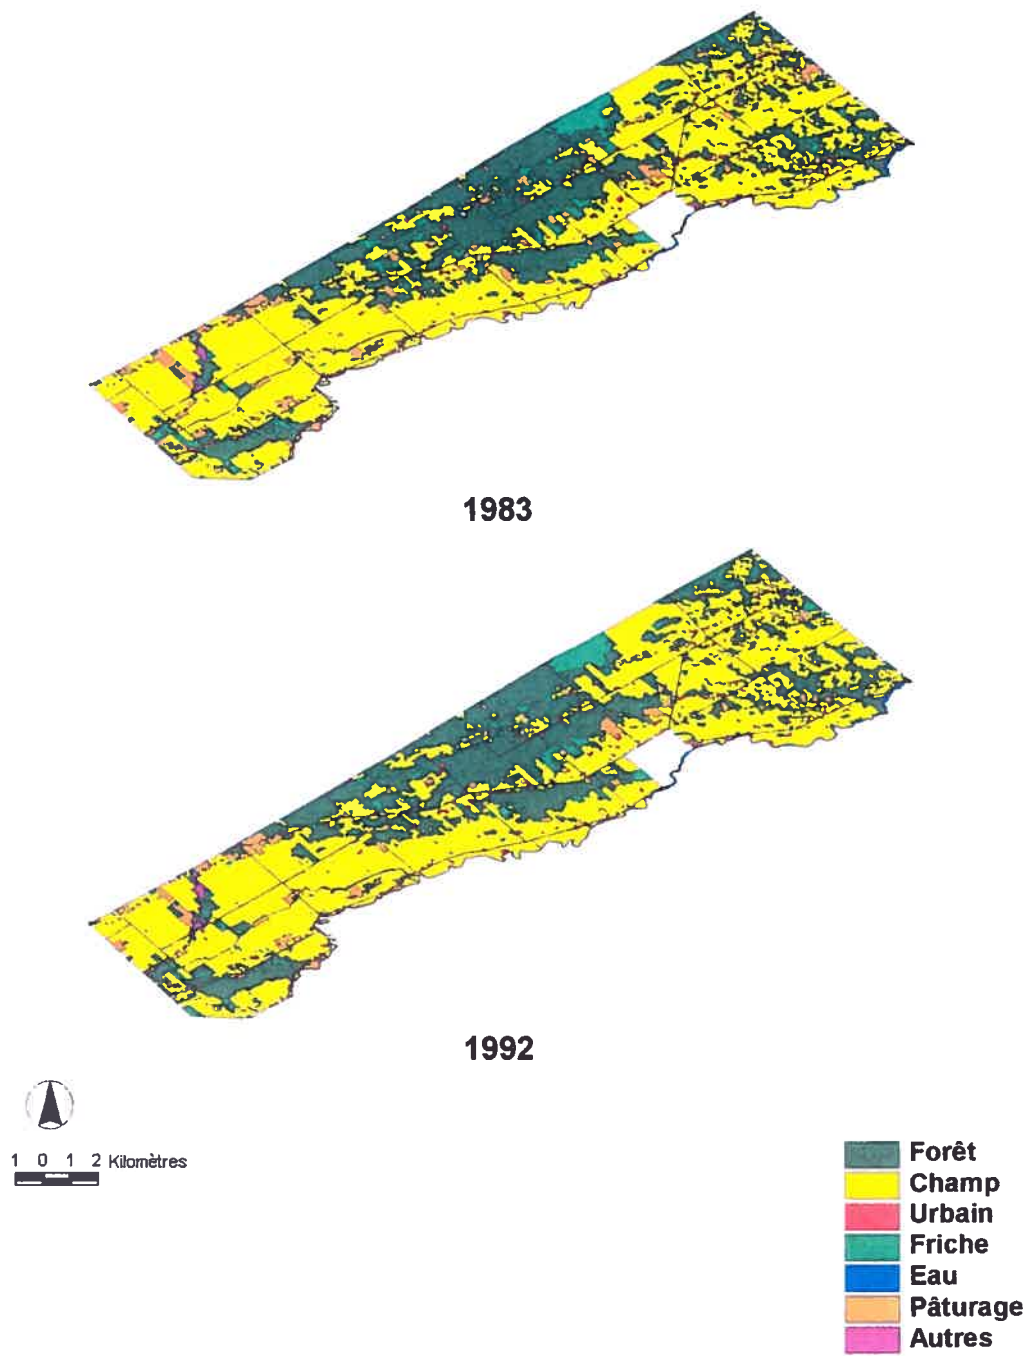 1983
1992
1 0 1 2 Kilomètres
Forêt
Champ
Urbain
Friche
Eau
Pâturage
Autres